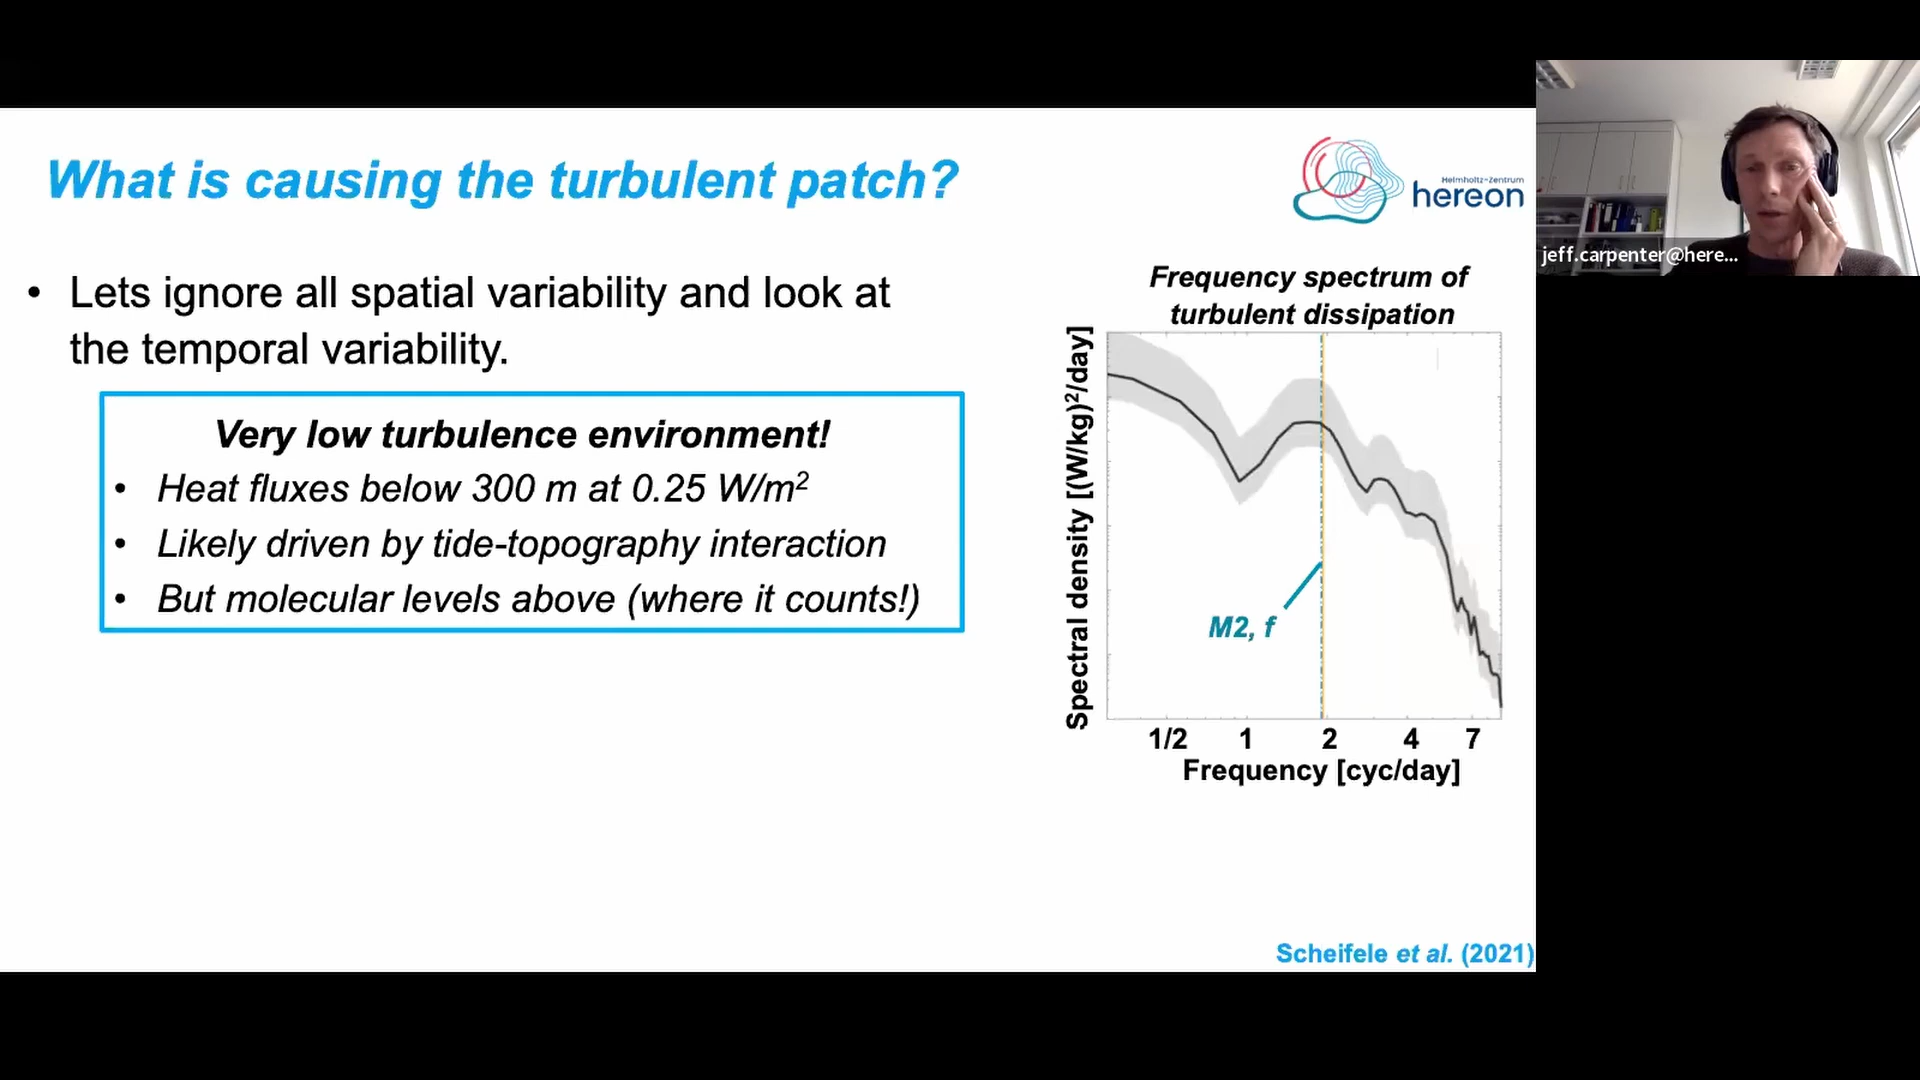 What is causing the turbulent patch?
Helmholtz-Zentrum
hereon
jeff.carpenter@here...
• Lets ignore all spatial variability and look at
the temporal variability.
Very low turbulence environment!
• Heat fluxes below 300 m at 0.25 W/m²
• Likely driven by tide-topography interaction
• But molecular levels above (where it counts!)
Frequency spectrum of
turbulent dissipation
Spectral density [(W/kg)²/day]
M2, f
1/2 1 2 4 7
Frequency [cyc/day]
Scheifele et al. (2021)